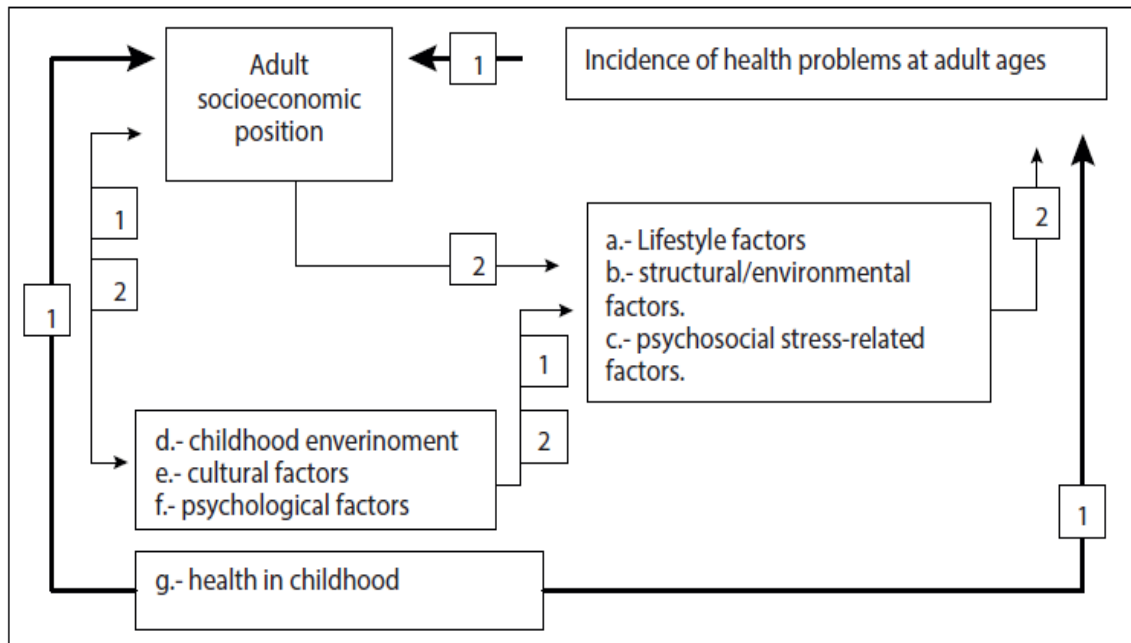 Adult
socioeconomic
position
1
Incidence of health problems at adult ages
1
2
1
2
2
a.- Lifestyle factors
b.- structural/environmental
factors.
c.- psychosocial stress-related
factors.
1
2
d.- childhood enverinoment
e.- cultural factors
f.- psychological factors
1
g.- health in childhood